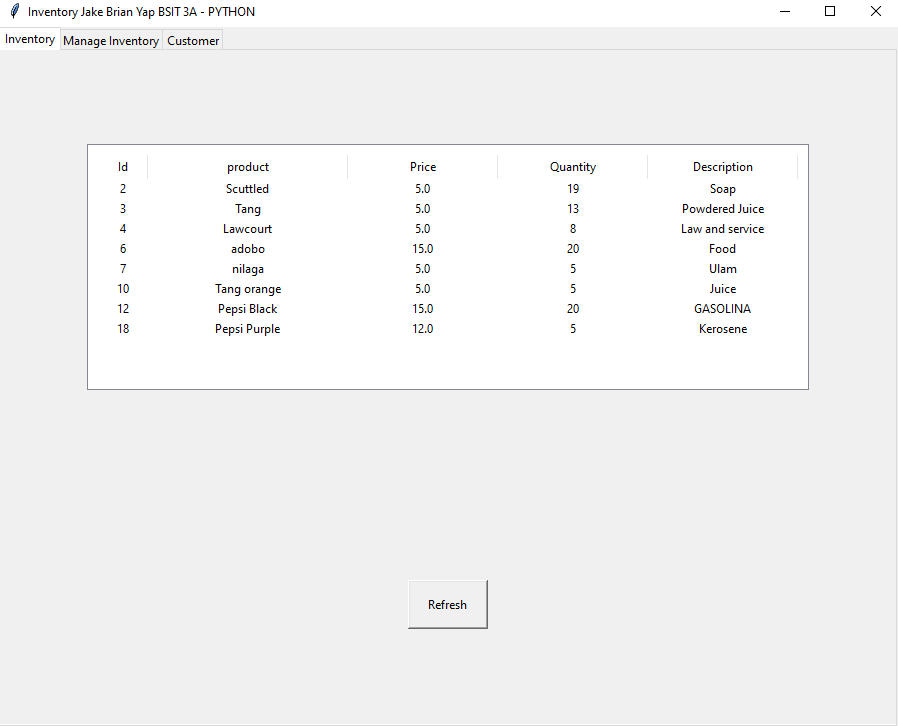 Inventory Jake Brian Yap BSIT 3A - PYTHON
Inventory Manage Inventory Customer
Id product Price Quantity Description
2 Scuttled 5.0 19 Soap
3 Tang 5.0 13 Powdered Juice
4 Lawcourt 5.0 8 Law and service
6 adobo 15.0 20 Food
7 nilaga 5.0 5 Ulam
10 Tang orange 5.0 5 Juice
12 Pepsi Black 15.0 20 GASOLINA
18 Pepsi Purple 12.0 5 Kerosene
Refresh